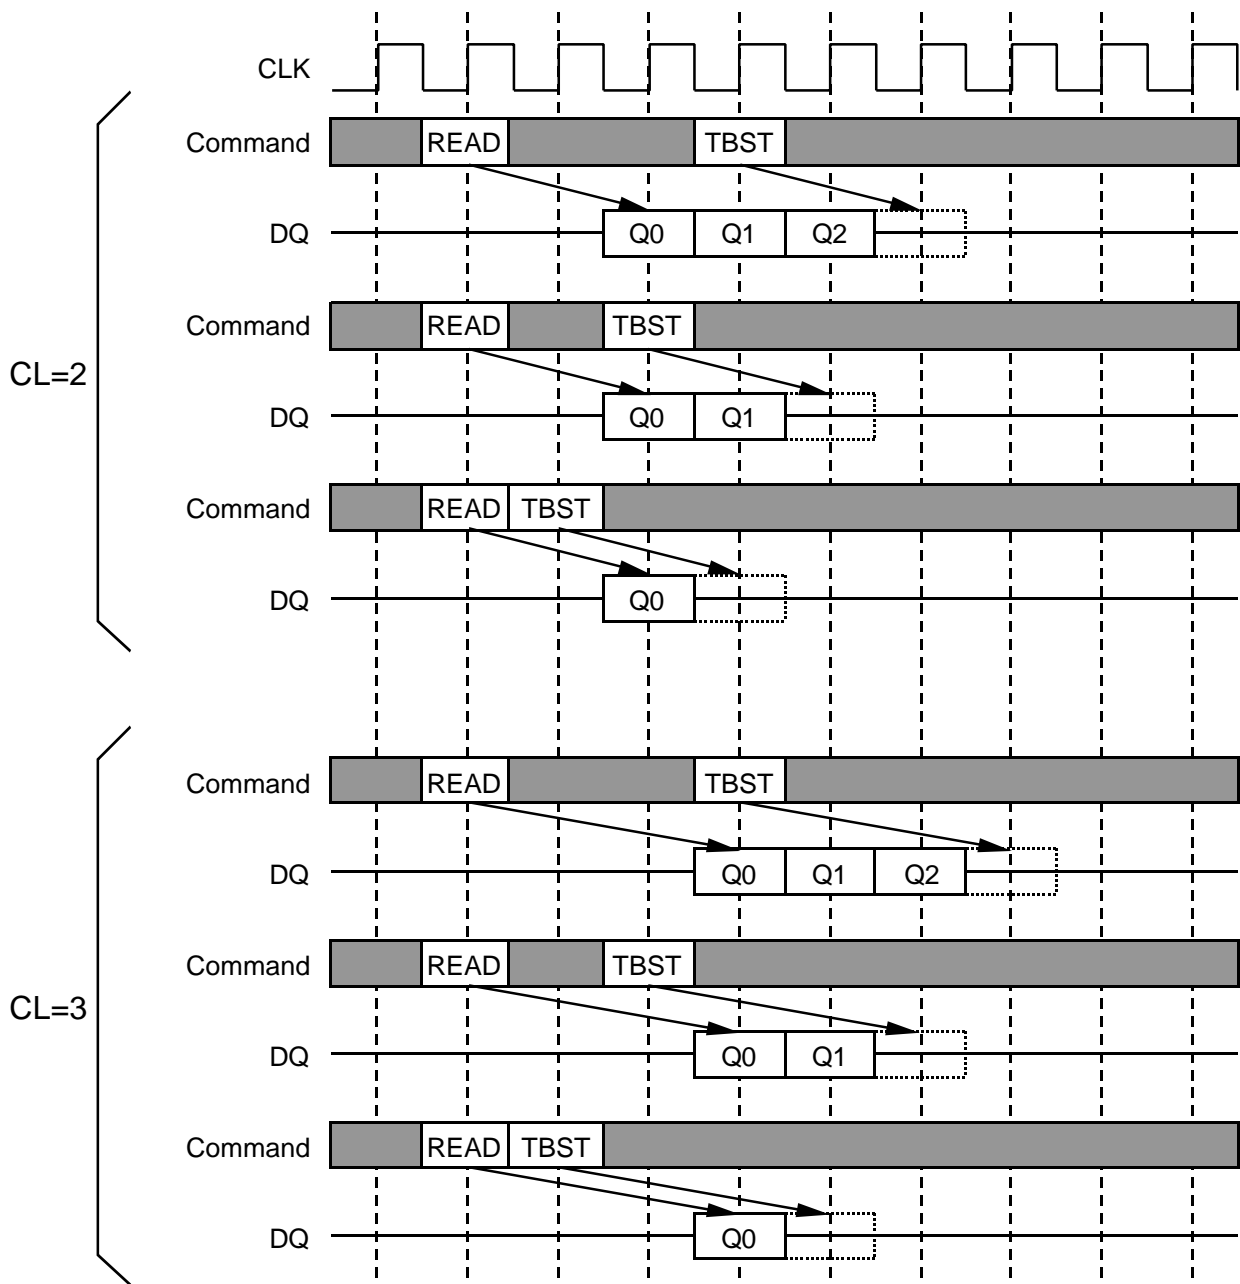 CLK
Command READ TBST
DQ Q0 Q1 Q2
Command READ TBST
CL=2
DQ Q0 Q1
Command READ TBST
DQ Q0
Command READ TBST
DQ Q0 Q1 Q2
Command READ TBST
CL=3
DQ Q0 Q1
Command READ TBST
DQ Q0